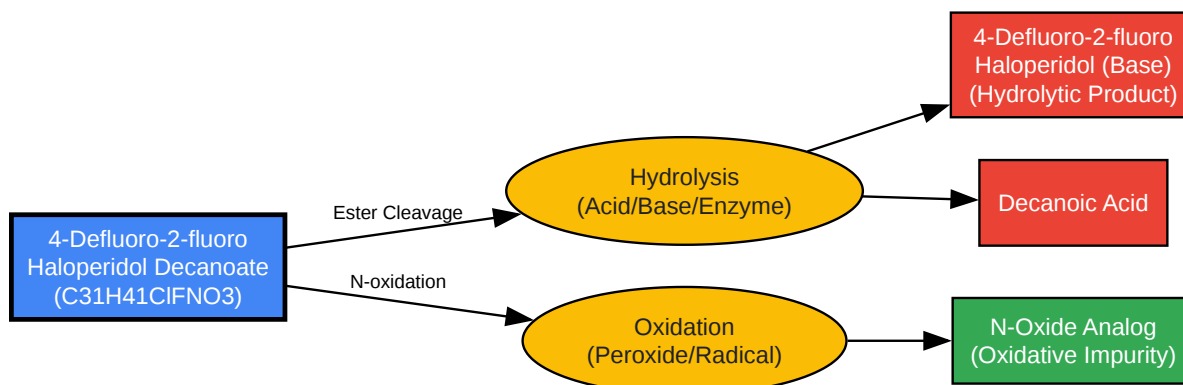 4-Defluoro-2-fluoro
Haloperidol Decanoate
(C31H41ClFNO3)
Ester Cleavage
N-oxidation
Hydrolysis
(Acid/Base/Enzyme)
Oxidation
(Peroxide/Radical)
4-Defluoro-2-fluoro
Haloperidol (Base)
(Hydrolytic Product)
Decanoic Acid
N-Oxide Analog
(Oxidative Impurity)